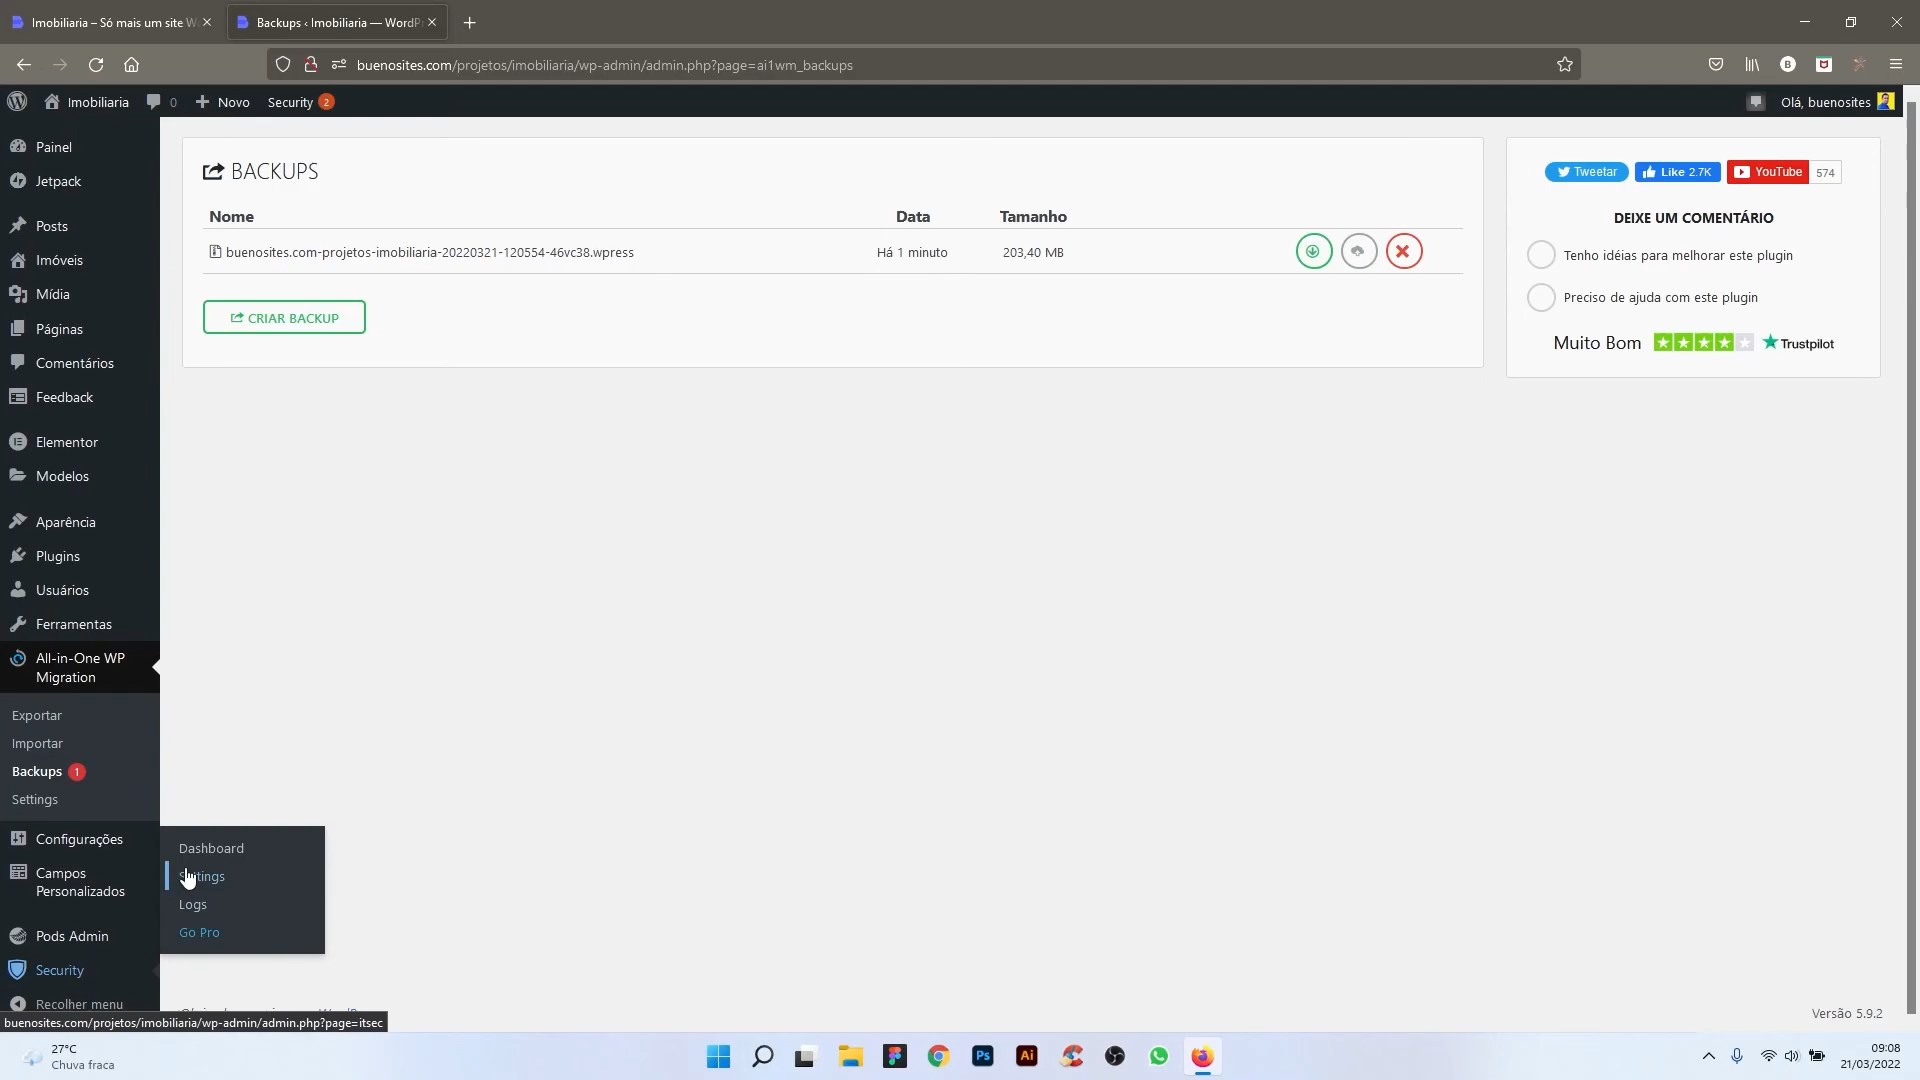 Imobiliaria – Só mais um site W
Backups ‹ Imobiliaria — WordP
buenosites.com/projetos/imobiliaria/wp-admin/admin.php?page=ai1wm_backups
Imobiliaria
0
Novo
Security 2
Olá, buenosites
Painel
Jetpack
Posts
Imóveis
Mídia
Páginas
Comentários
Feedback
Elementor
Modelos
Aparência
Plugins
Usuários
Ferramentas
All-in-One WP
Migration
Exportar
Importar
Backups 1
Settings
Configurações
Campos
Personalizados
Pods Admin
Security
Recolher menu
Dashboard
Logs
Go Pro
BACKUPS
Nome Data Tamanho
buenosites.com-projetos-imobiliaria-20220321-120554-46vc38.wpress Há 1 minuto 203,40 MB
CRIAR BACKUP
Tweetar
Like 2.7K
YouTube 574
DEIXE UM COMENTÁRIO
Tenho idéias para melhorar este plugin
Preciso de ajuda com este plugin
Muito Bom
Trustpilot
Versão 5.9.2
buenosites.com/projetos/imobiliaria/wp-admin/admin.php?page=itsec
27°C
Chuva fraca
Ps
Ai
09:08
21/03/2022